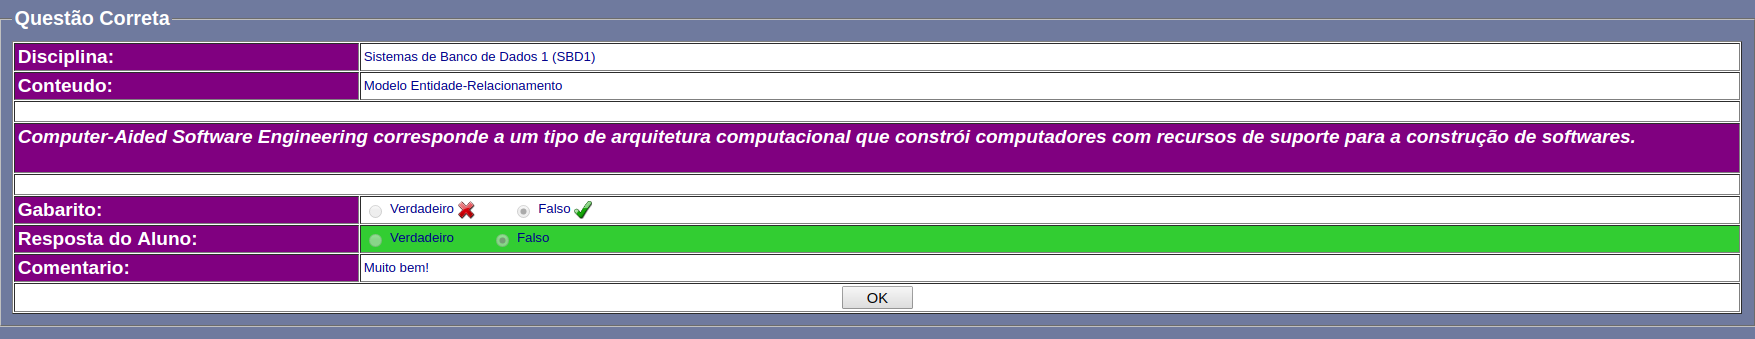 Questão Correta
Disciplina: Sistemas de Banco de Dados 1 (SBD1)
Conteudo: Modelo Entidade-Relacionamento
Computer-Aided Software Engineering corresponde a um tipo de arquitetura computacional que constrói computadores com recursos de suporte para a construção de softwares.
Gabarito: Verdadeiro Falso
Resposta do Aluno: Verdadeiro Falso
Comentario: Muito bem!
OK